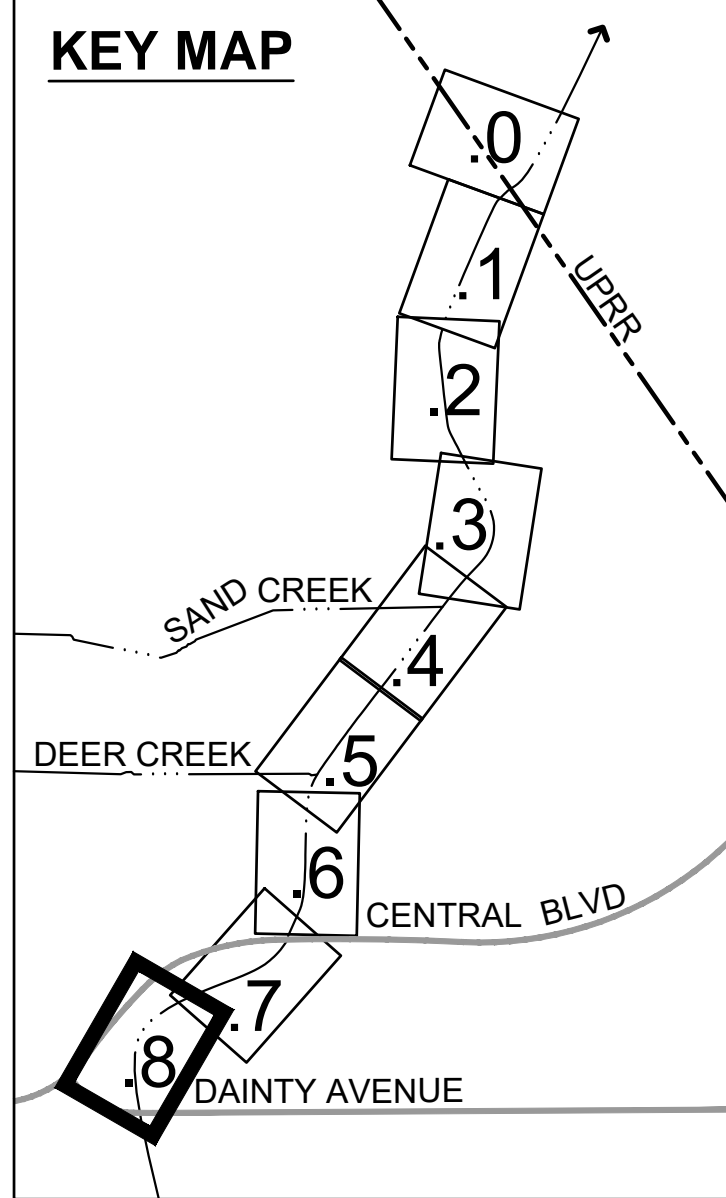 KEY MAP
.0
.1
UPRR
.2
.3
SAND CREEK
.4
DEER CREEK
.5
.6
CENTRAL BLVD
.7
.8
DAINTY AVENUE